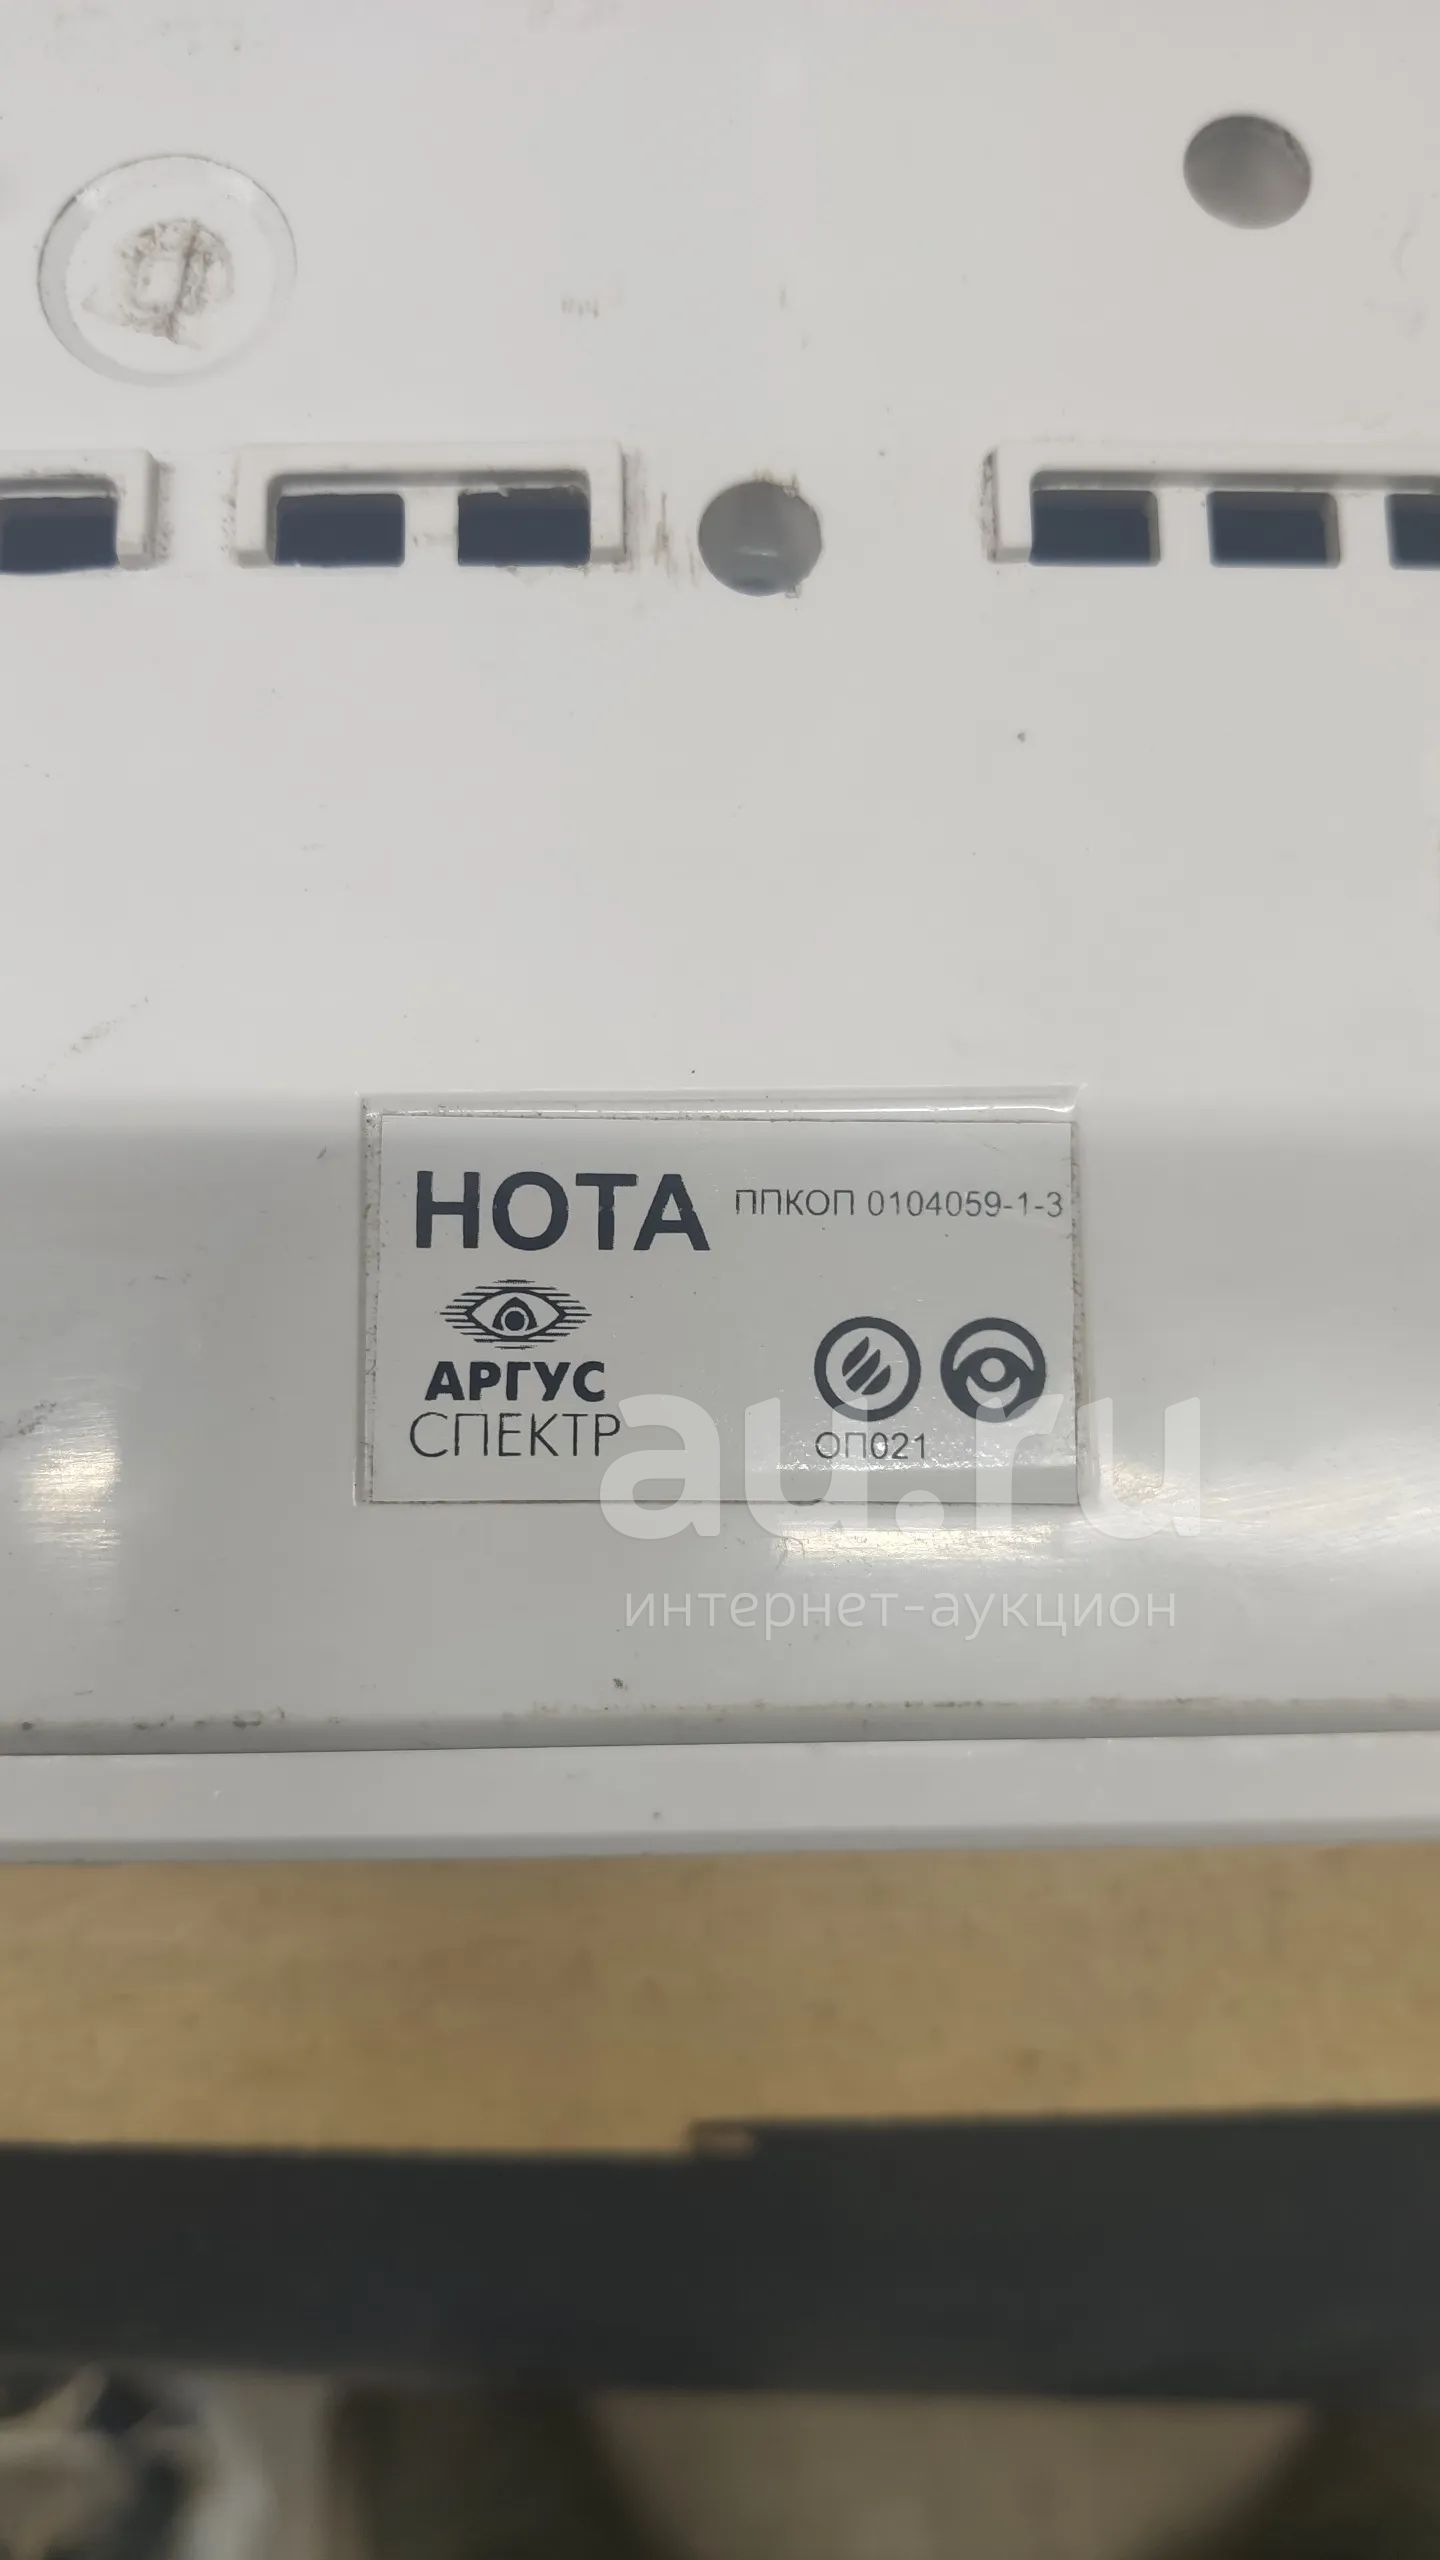 НОТА ППКОП 0104059-1-3
АРГУС
СПЕКТР
ОП021
au.ru
интернет-аукцион